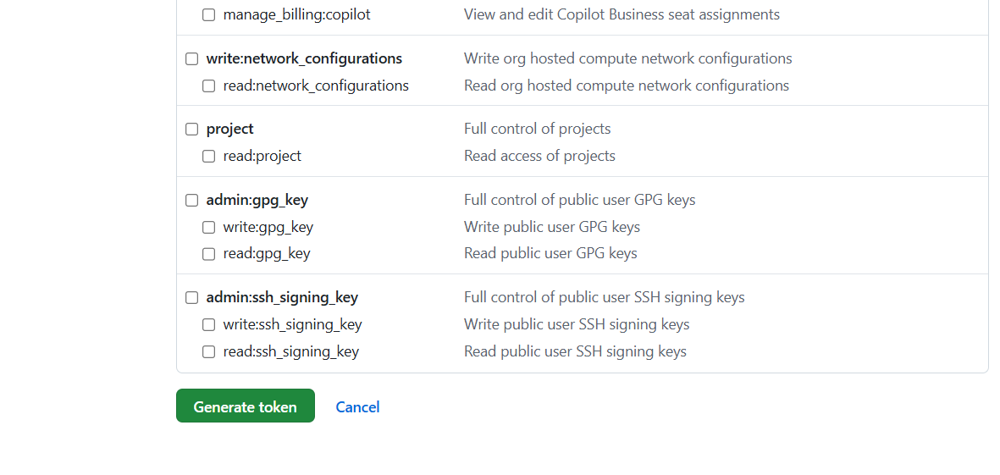 manage_billing:copilot View and edit Copilot Business seat assignments
write:network_configurations Write org hosted compute network configurations
read:network_configurations Read org hosted compute network configurations
project Full control of projects
read:project Read access of projects
admin:gpg_key Full control of public user GPG keys
write:gpg_key Write public user GPG keys
read:gpg_key Read public user GPG keys
admin:ssh_signing_key Full control of public user SSH signing keys
write:ssh_signing_key Write public user SSH signing keys
read:ssh_signing_key Read public user SSH signing keys
Generate token Cancel